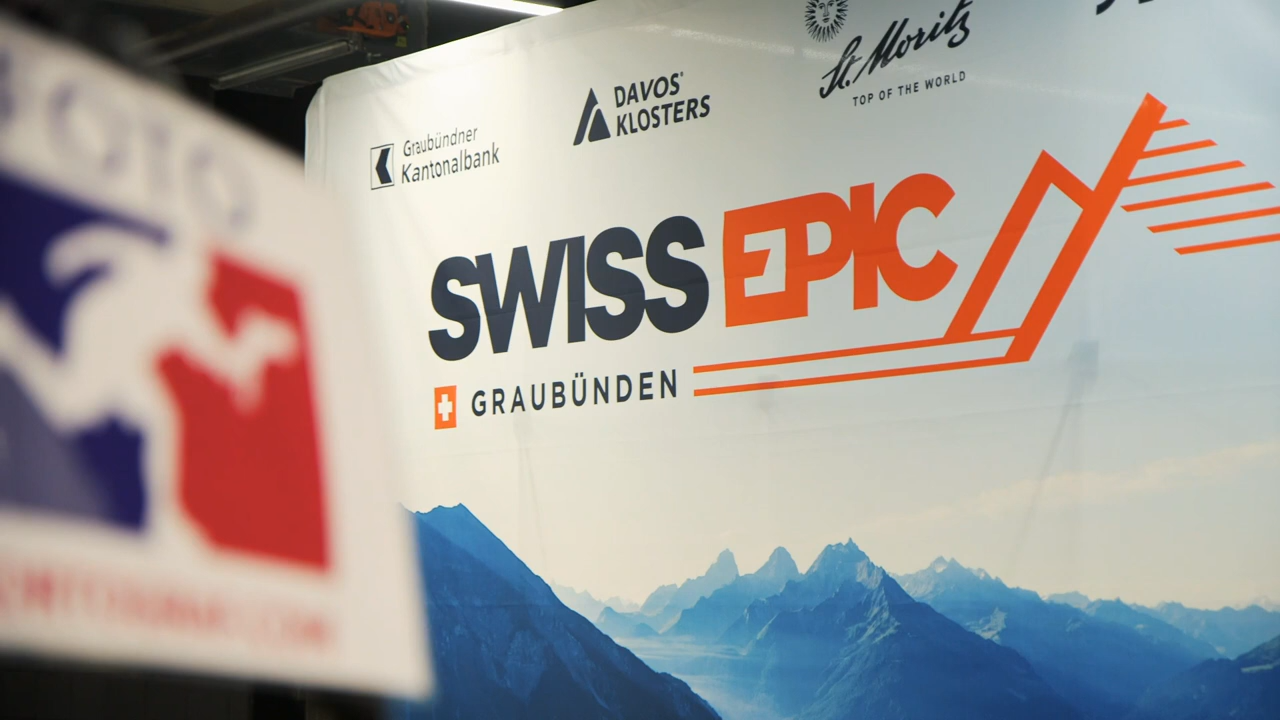 St. Moritz
TOP OF THE WORLD
DAVOS
KLOSTERS
Graubündner
Kantonalbank
SWISS EPIC
GRAUBÜNDEN